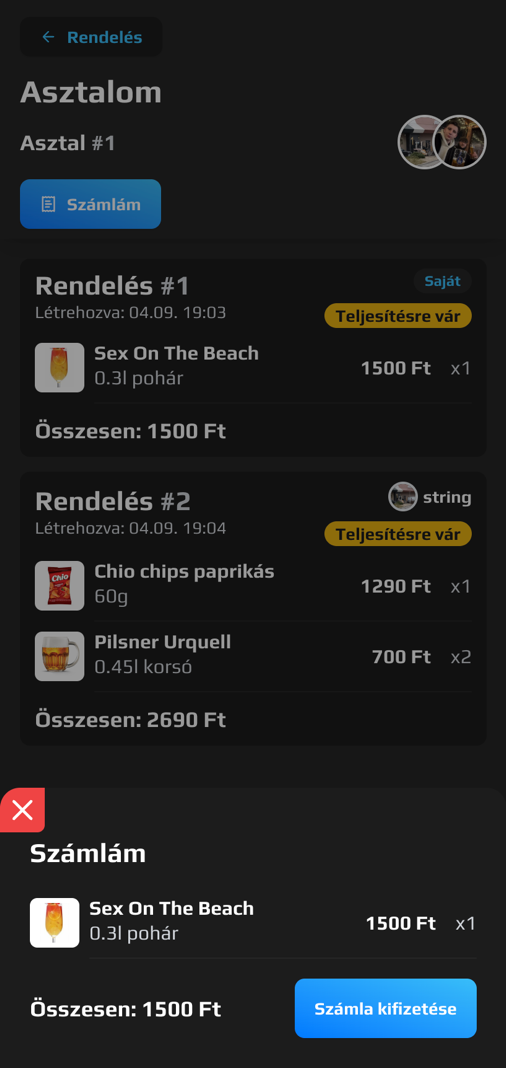 Rendelés
Asztalom
Asztal #1
Számlám
Rendelés #1
Saját
Létrehozva: 04.09. 19:03
Teljesítésre vár
Sex On The Beach
0.3l pohár
1500 Ft x1
Összesen: 1500 Ft
Rendelés #2
string
Létrehozva: 04.09. 19:04
Teljesítésre vár
Chio
Chio chips paprikás
60g
1290 Ft x1
Pilsner Urquell
0.45l korsó
700 Ft x2
Összesen: 2690 Ft
Számlám
Sex On The Beach
0.3l pohár
1500 Ft x1
Összesen: 1500 Ft
Számla kifizetése